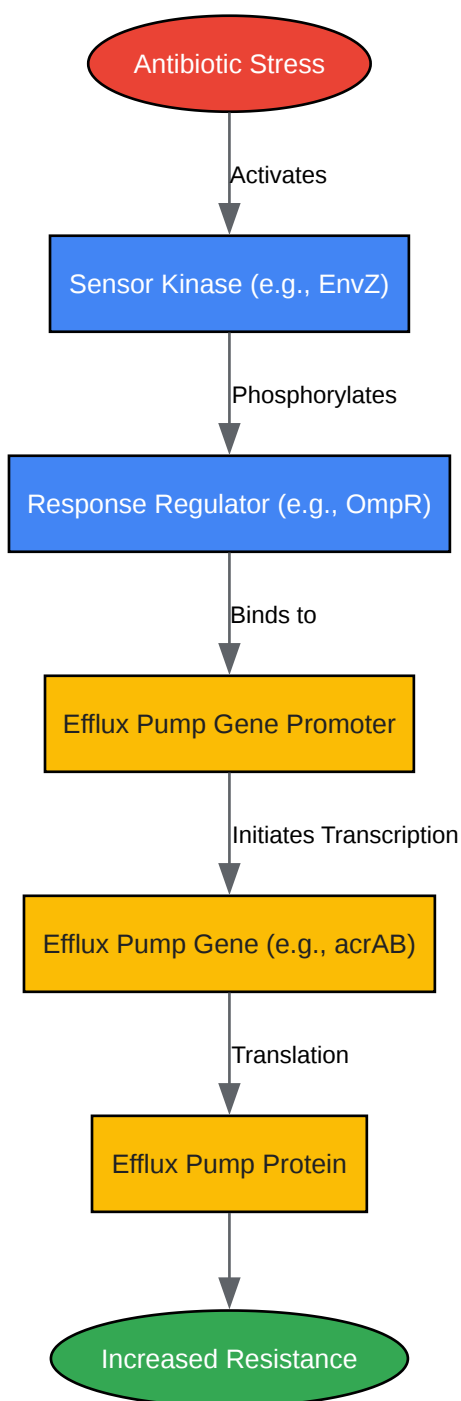 Antibiotic Stress
Activates
Sensor Kinase (e.g., EnvZ)
Phosphorylates
Response Regulator (e.g., OmpR)
Binds to
Efflux Pump Gene Promoter
Initiates Transcription
Efflux Pump Gene (e.g., acrAB)
Translation
Efflux Pump Protein
Increased Resistance